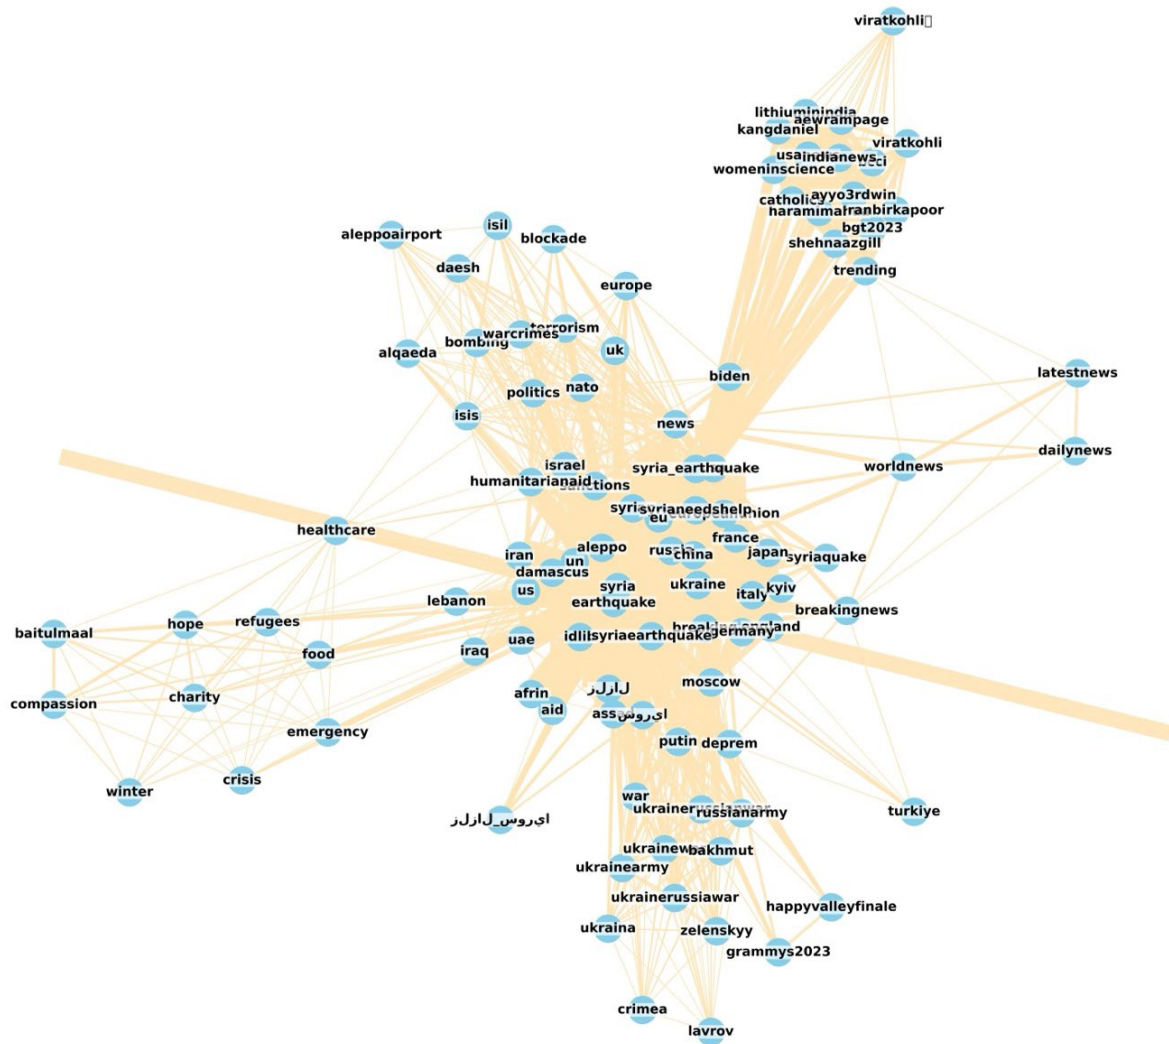 viratkohli
lithiuminindia
aewrampage
kangdaniel
viratkohli
indianews
womeninscience
ayyo3rdwin
ranbirkapoor
bgt2023
shehnaazgill
trending
isil
aleppoairport
blockade
daesh
europe
terrorism
warcrimes
bombing
uk
alqaeda
biden
latestnews
politics
nato
isis
news
dailynews
israel
worldnews
syria_earthquake
humanitarianaid
sanctions
syrianeedshelp
eu
healthcare
france
aleppo
russia
china
japan
syriaquake
iran
un
damascus
us
syria
ukraine
kyiv
italy
lebanon
earthquake
breakingnews
hope
refugees
baitulmaal
england
germany
idlib
syriaearthquake
uae
iraq
food
moscow
زلزال
afrin
charity
compassion
aid
سوريا
emergency
putin
deprem
crisis
winter
war
russianarmy
turkiye
زلزال_سوريا
bakhmut
ukrainearmy
ukrainerussiawar
happyvalleyfinale
ukraina
zelenskyy
grammys2023
crimea
lavrov